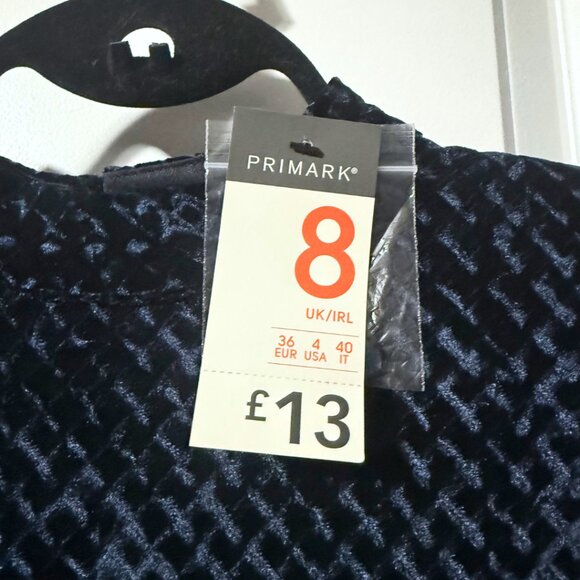 PRIMARK®
8
UK/IRL
36 4 40
EUR USA IT
£13